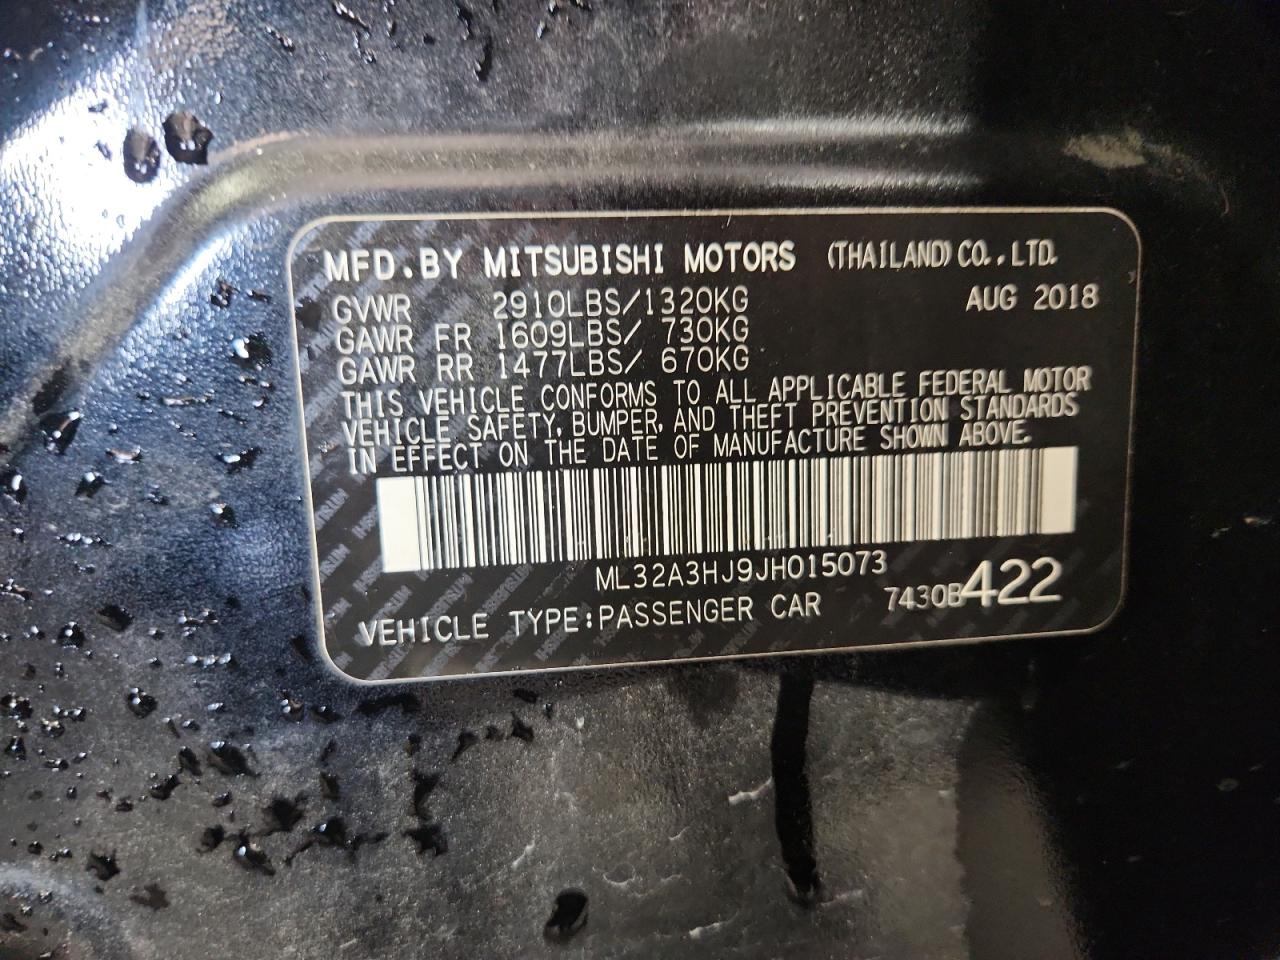 MFD.BY MITSUBISHI MOTORS (THAILAND) CO.,LTD.
GVWR 2910LBS/1320KG AUG 2018
GAWR FR 1609LBS/ 730KG
GAWR RR 1477LBS/ 670KG
THIS VEHICLE CONFORMS TO ALL APPLICABLE FEDERAL MOTOR
VEHICLE SAFETY, BUMPER, AND THEFT PREVENTION STANDARDS
IN EFFECT ON THE DATE OF MANUFACTURE SHOWN ABOVE.
ML32A3HJ9JH015073
VEHICLE TYPE:PASSENGER CAR 7430B422